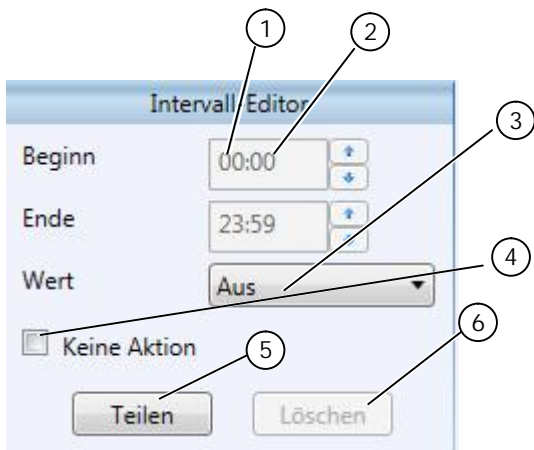 1 2
Intervall-Editor
3
Beginn 00:00
Ende 23:59
4
Wert Aus
6
Keine Aktion 5
Teilen Löschen